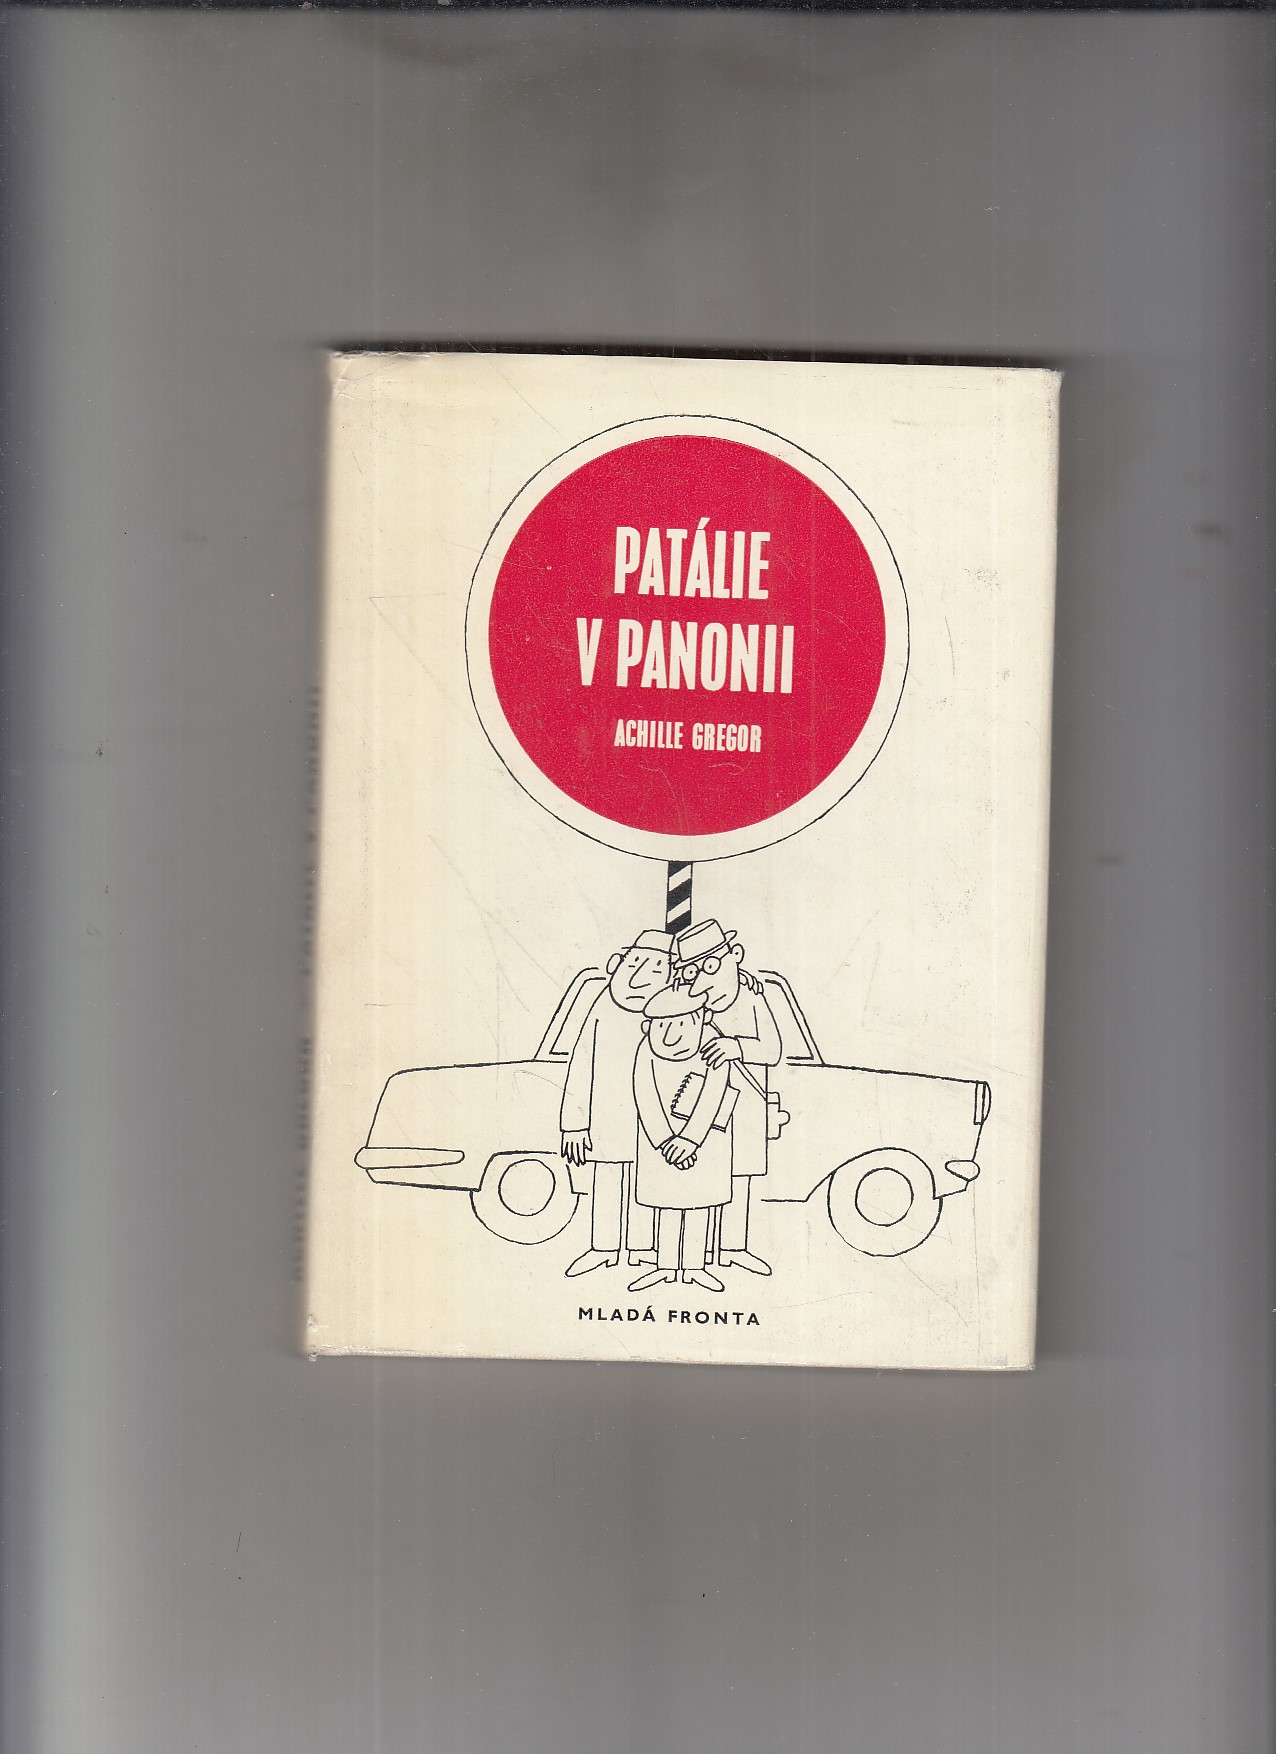 PATÁLIE
V PANONII
ACHILLE GREGOR
MLADÁ FRONTA